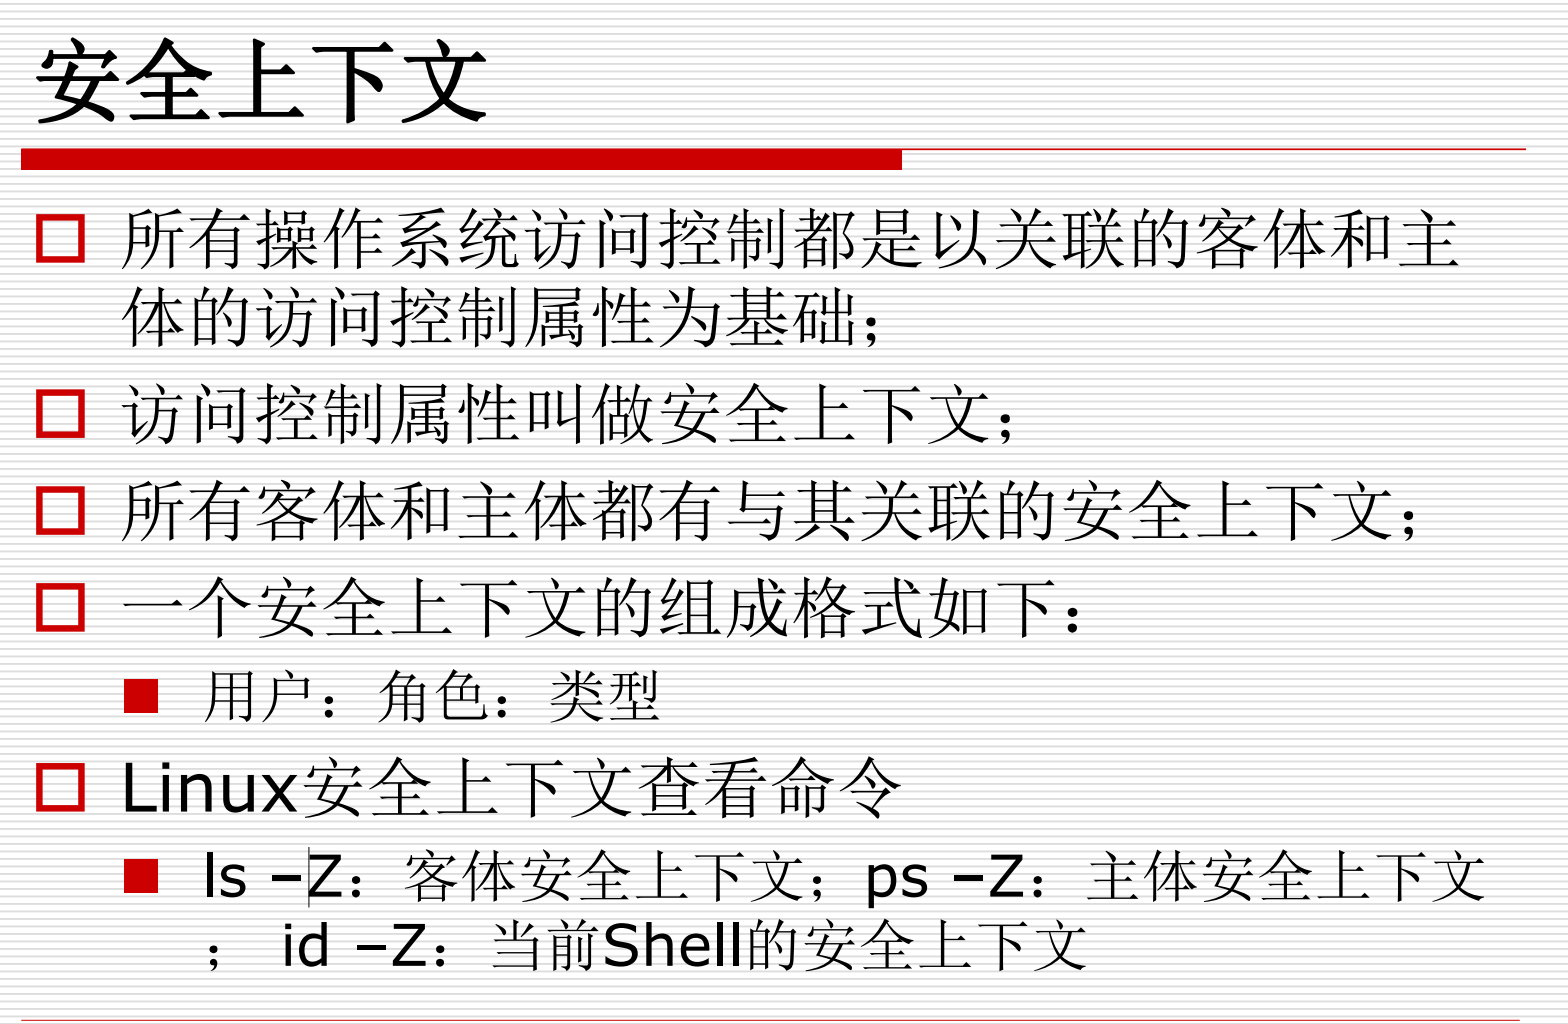 安全上下文
所有操作系统访问控制都是以关联的客体和主
体的访问控制属性为基础；
访问控制属性叫做安全上下文；
所有客体和主体都有与其关联的安全上下文；
一个安全上下文的组成格式如下：
用户：角色：类型
Linux安全上下文查看命令
ls –Z：客体安全上下文；ps –Z：主体安全上下文
； id –Z：当前Shell的安全上下文